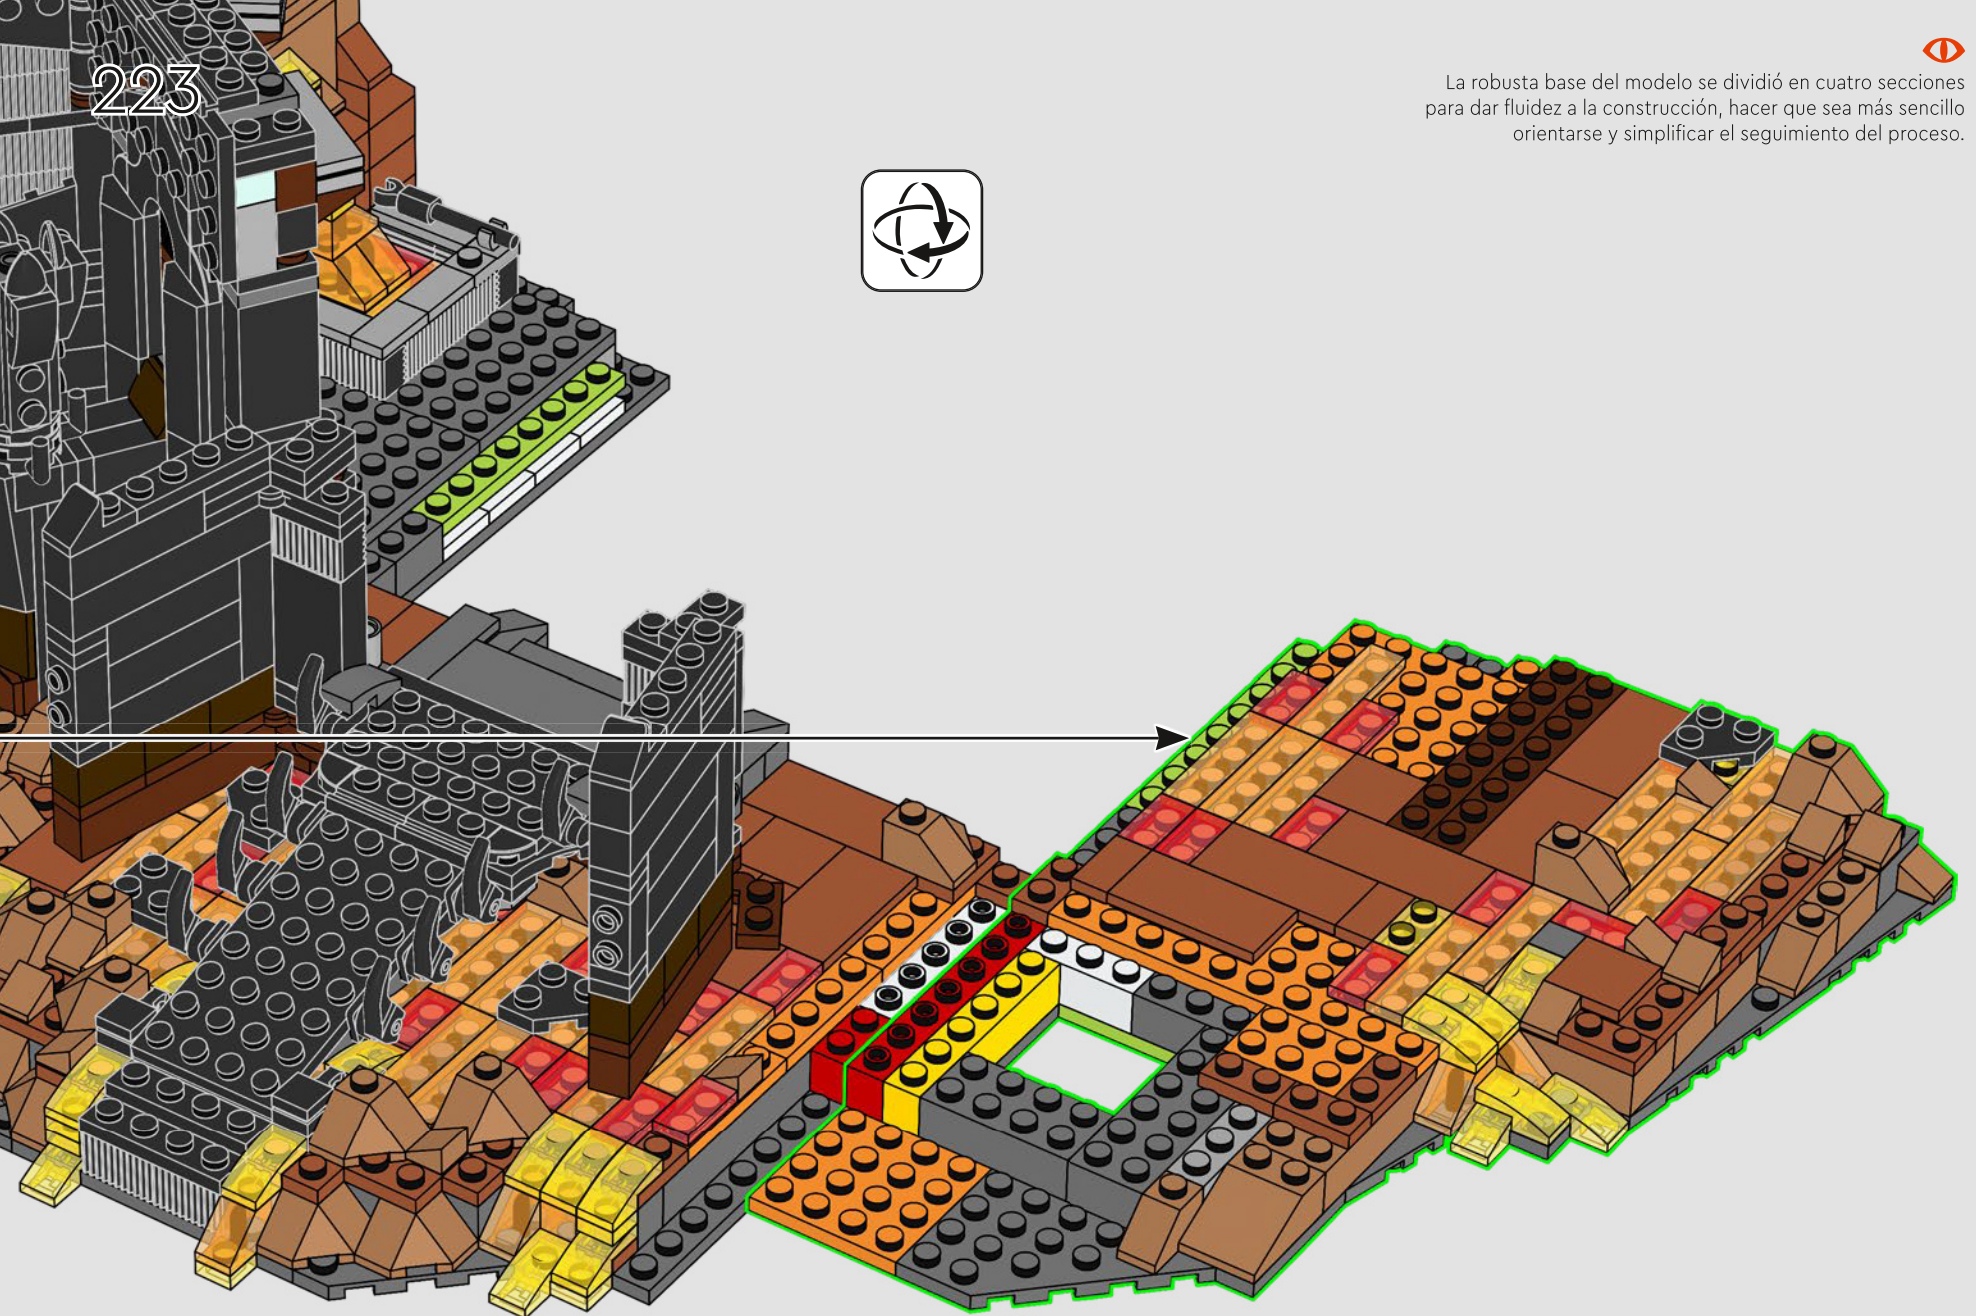 223
La robusta base del modelo se dividió en cuatro secciones
para dar fluidez a la construcción, hacer que sea más sencillo
orientarse y simplificar el seguimiento del proceso.